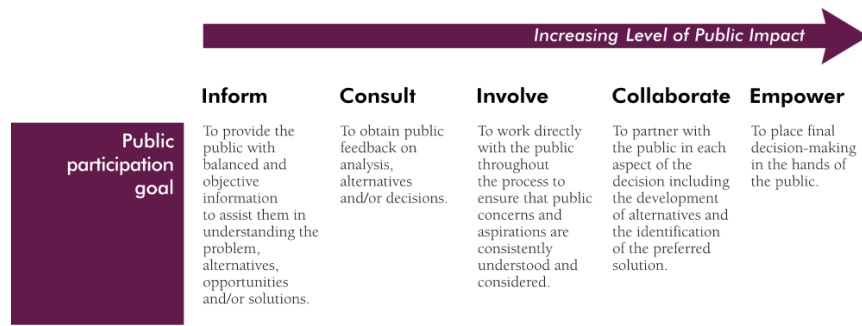 Increasing Level of Public Impact
Inform
Consult
Involve
Collaborate
Empower
Public
participation
goal
To provide the
public with
balanced and
objective
information
to assist them in
understanding the
problem,
alternatives,
opportunities
and/or solutions.
To obtain public
feedback on
analysis,
alternatives
and/or decisions.
To work directly
with the public
throughout
the process to
ensure that public
concerns and
aspirations are
consistently
understood and
considered.
To partner with
the public in each
aspect of the
decision including
the development
of alternatives and
the identification
of the preferred
solution.
To place final
decision-making
in the hands of
the public.